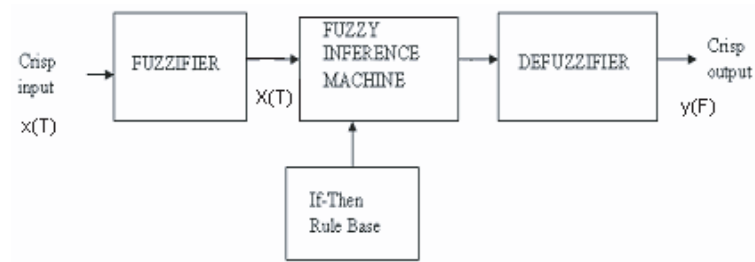 Crisp
input
x(T)
FUZZIFIER
X(T)
FUZZY
INFERENCE
MACHINE
DEFUZZIFIER
Crisp
output
y(F)
If-Then
Rule Base